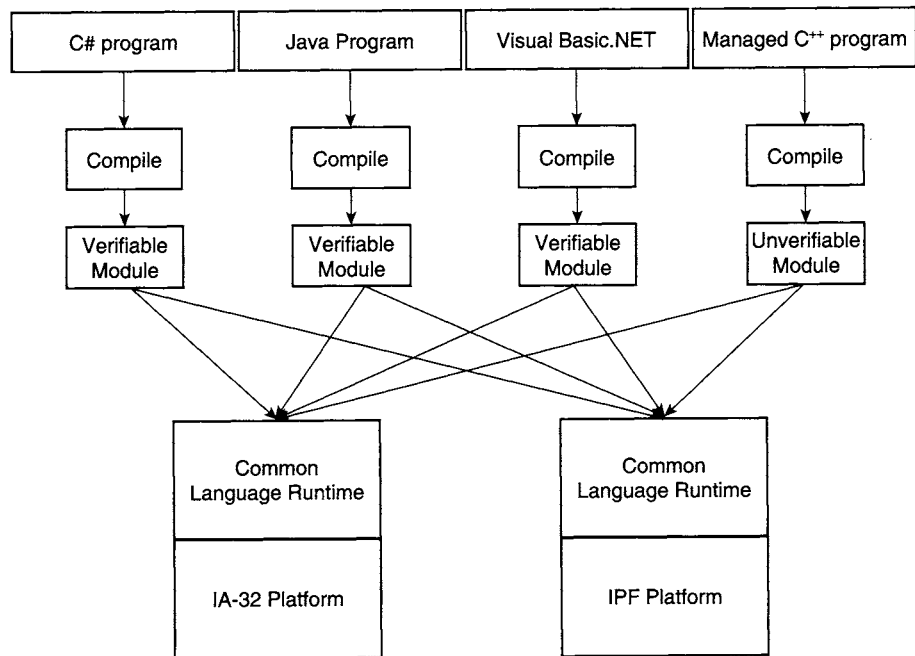 C# program
Java Program
Visual Basic.NET
Managed C++ program
Compile
Compile
Compile
Compile
Verifiable
Module
Verifiable
Module
Verifiable
Module
Unverifiable
Module
Common
Language Runtime
Common
Language Runtime
IA-32 Platform
IPF Platform